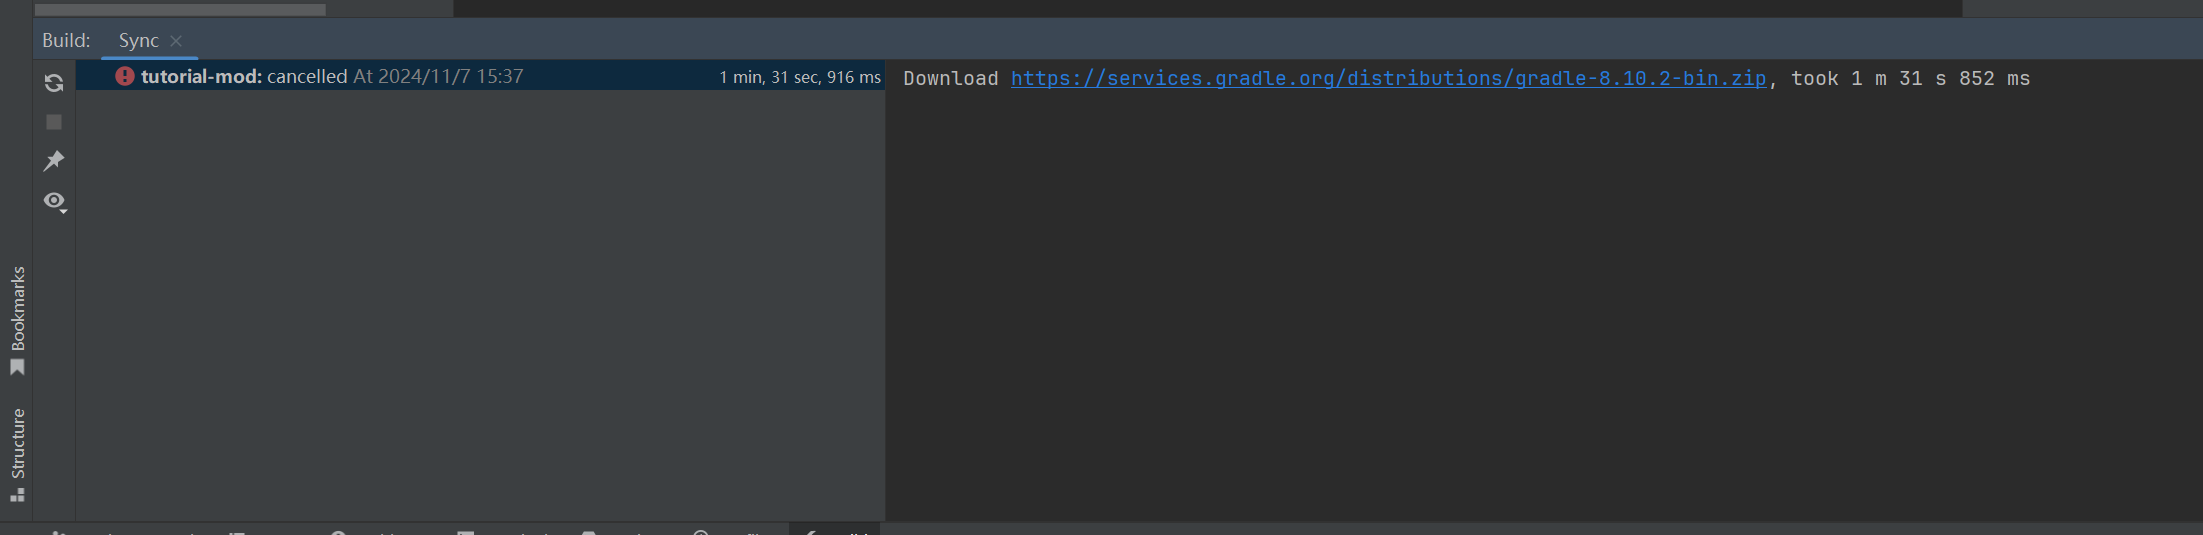 Build:
Sync
tutorial-mod: cancelled At 2024/11/7 15:37
1 min, 31 sec, 916 ms
Download https://services.gradle.org/distributions/gradle-8.10.2-bin.zip, took 1 m 31 s 852 ms
Bookmarks
Structure